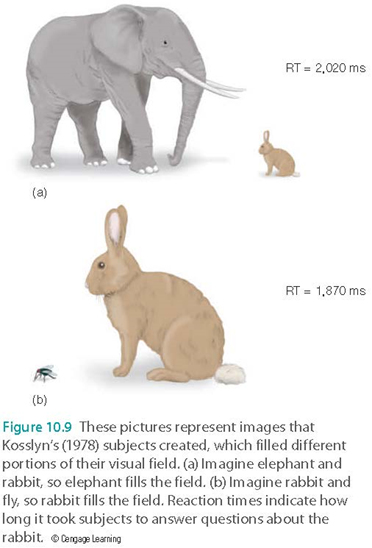 RT = 2,020 ms
(a)
RT = 1,870 ms
(b)
Figure 10.9 These pictures represent images that
Kosslyn's (1978) subjects created, which filled different
portions of their visual field. (a) Imagine elephant and
rabbit, so elephant fills the field. (b) Imagine rabbit and
fly, so rabbit fills the field. Reaction times indicate how
long it took subjects to answer questions about the
rabbit. © Cengage Learning